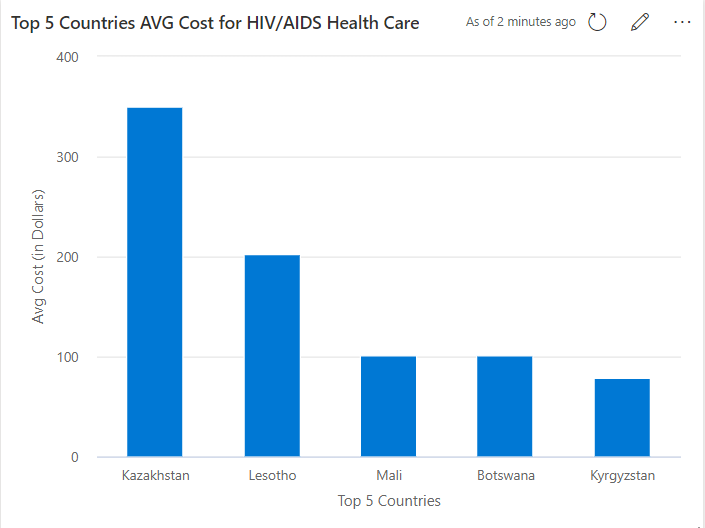 Top 5 Countries AVG Cost for HIV/AIDS Health Care
As of 2 minutes ago
400
300
200
100
0
Avg Cost (in Dollars)
Kazakhstan
Lesotho
Mali
Botswana
Kyrgyzstan
Top 5 Countries